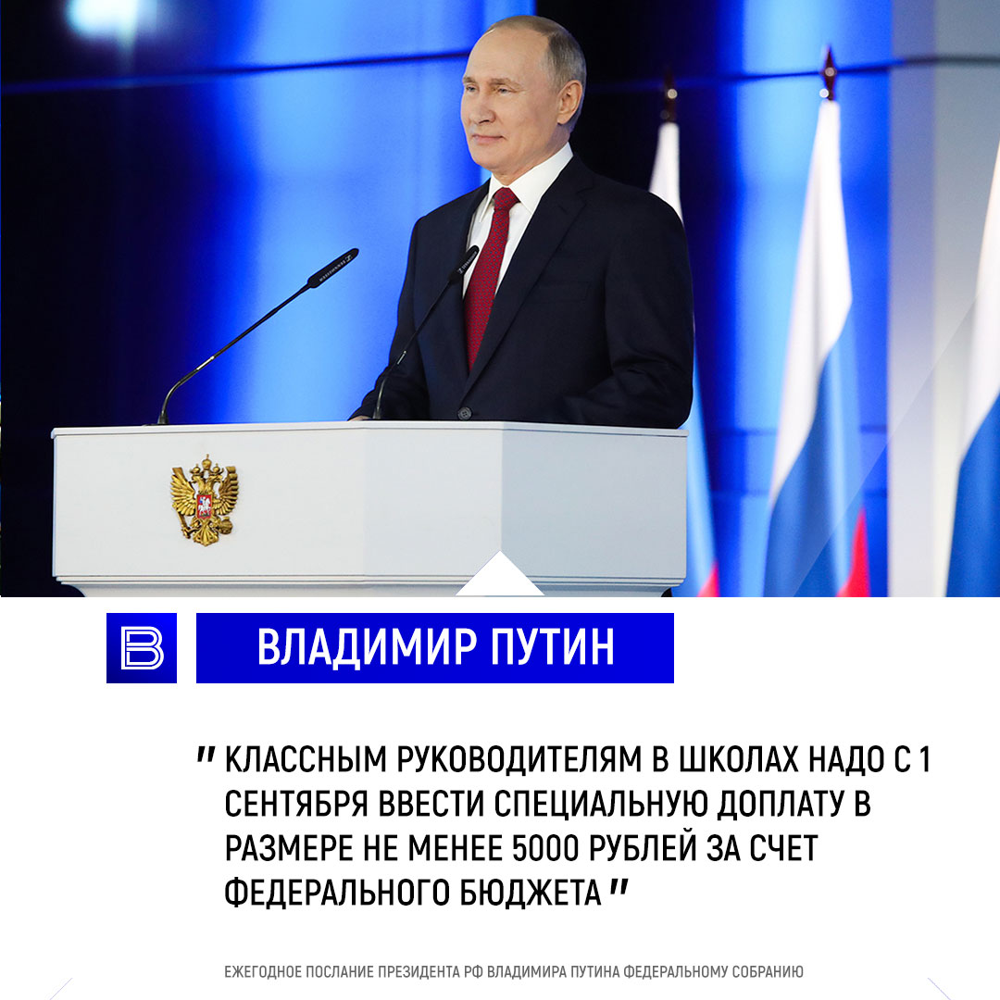 ВЛАДИМИР ПУТИН
" КЛАССНЫМ РУКОВОДИТЕЛЯМ В ШКОЛАХ НАДО С 1
СЕНТЯБРЯ ВВЕСТИ СПЕЦИАЛЬНУЮ ДОПЛАТУ В
РАЗМЕРЕ НЕ МЕНЕЕ 5000 РУБЛЕЙ ЗА СЧЕТ
ФЕДЕРАЛЬНОГО БЮДЖЕТА "
ЕЖЕГОДНОЕ ПОСЛАНИЕ ПРЕЗИДЕНТА РФ ВЛАДИМИРА ПУТИНА ФЕДЕРАЛЬНОМУ СОБРАНИЮ